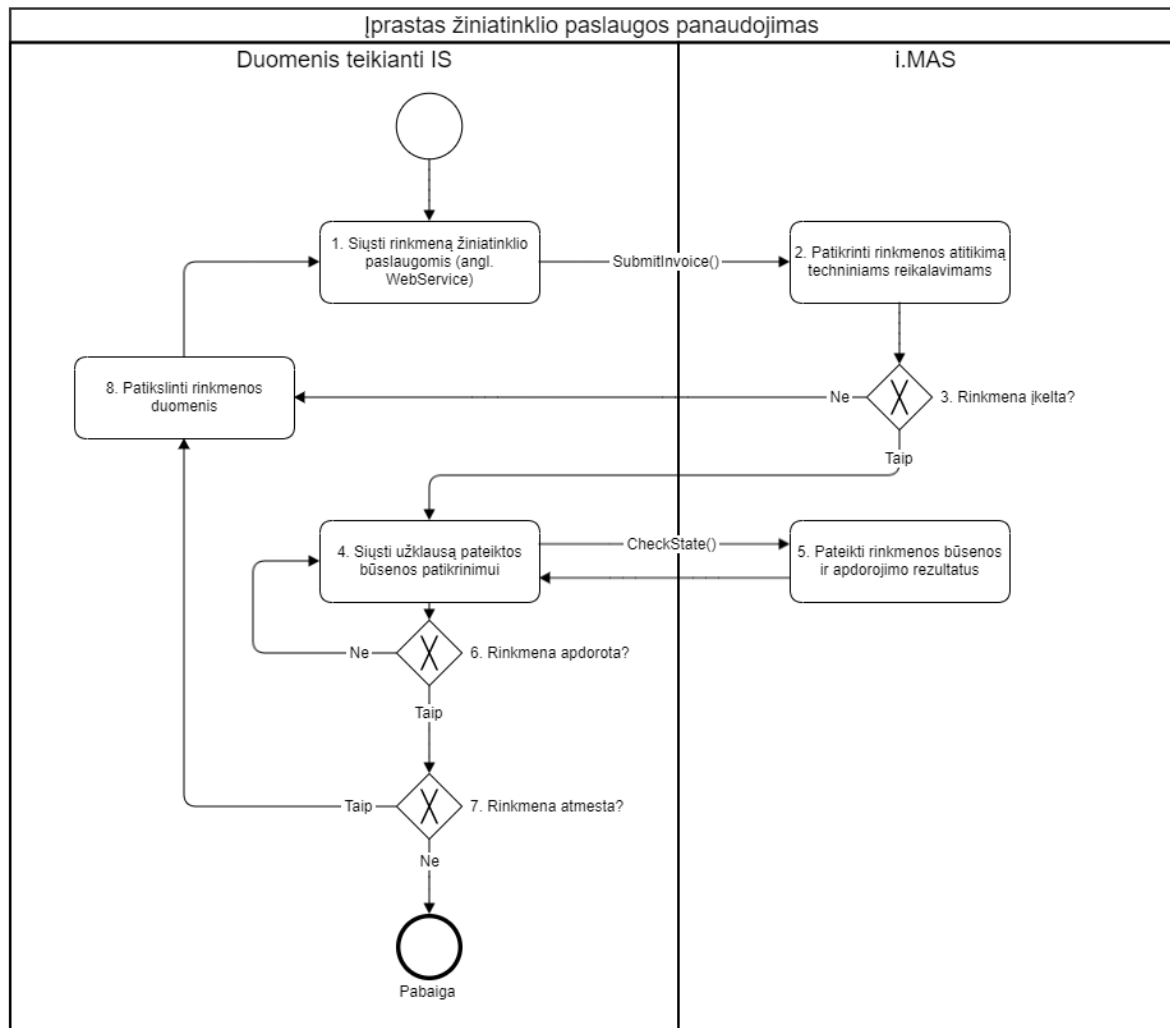 Įprastas žiniatinklio paslaugos panaudojimas
Duomenis teikianti IS
i.MAS
1. Siųsti rinkmeną žiniatinklio
paslaugomis (angl.
WebService)
SubmitInvoice()
2. Patikrinti rinkmenos atitikimą
techniniams reikalavimams
8. Patikslinti rinkmenos
duomenis
Ne
3. Rinkmena įkelta?
Taip
4. Siųsti užklausą pateiktos
būsenos patikrinimui
CheckState()
5. Pateikti rinkmenos būsenos
ir apdorojimo rezultatus
Ne
6. Rinkmena apdorota?
Taip
Taip
7. Rinkmena atmesta?
Ne
Pabaiga